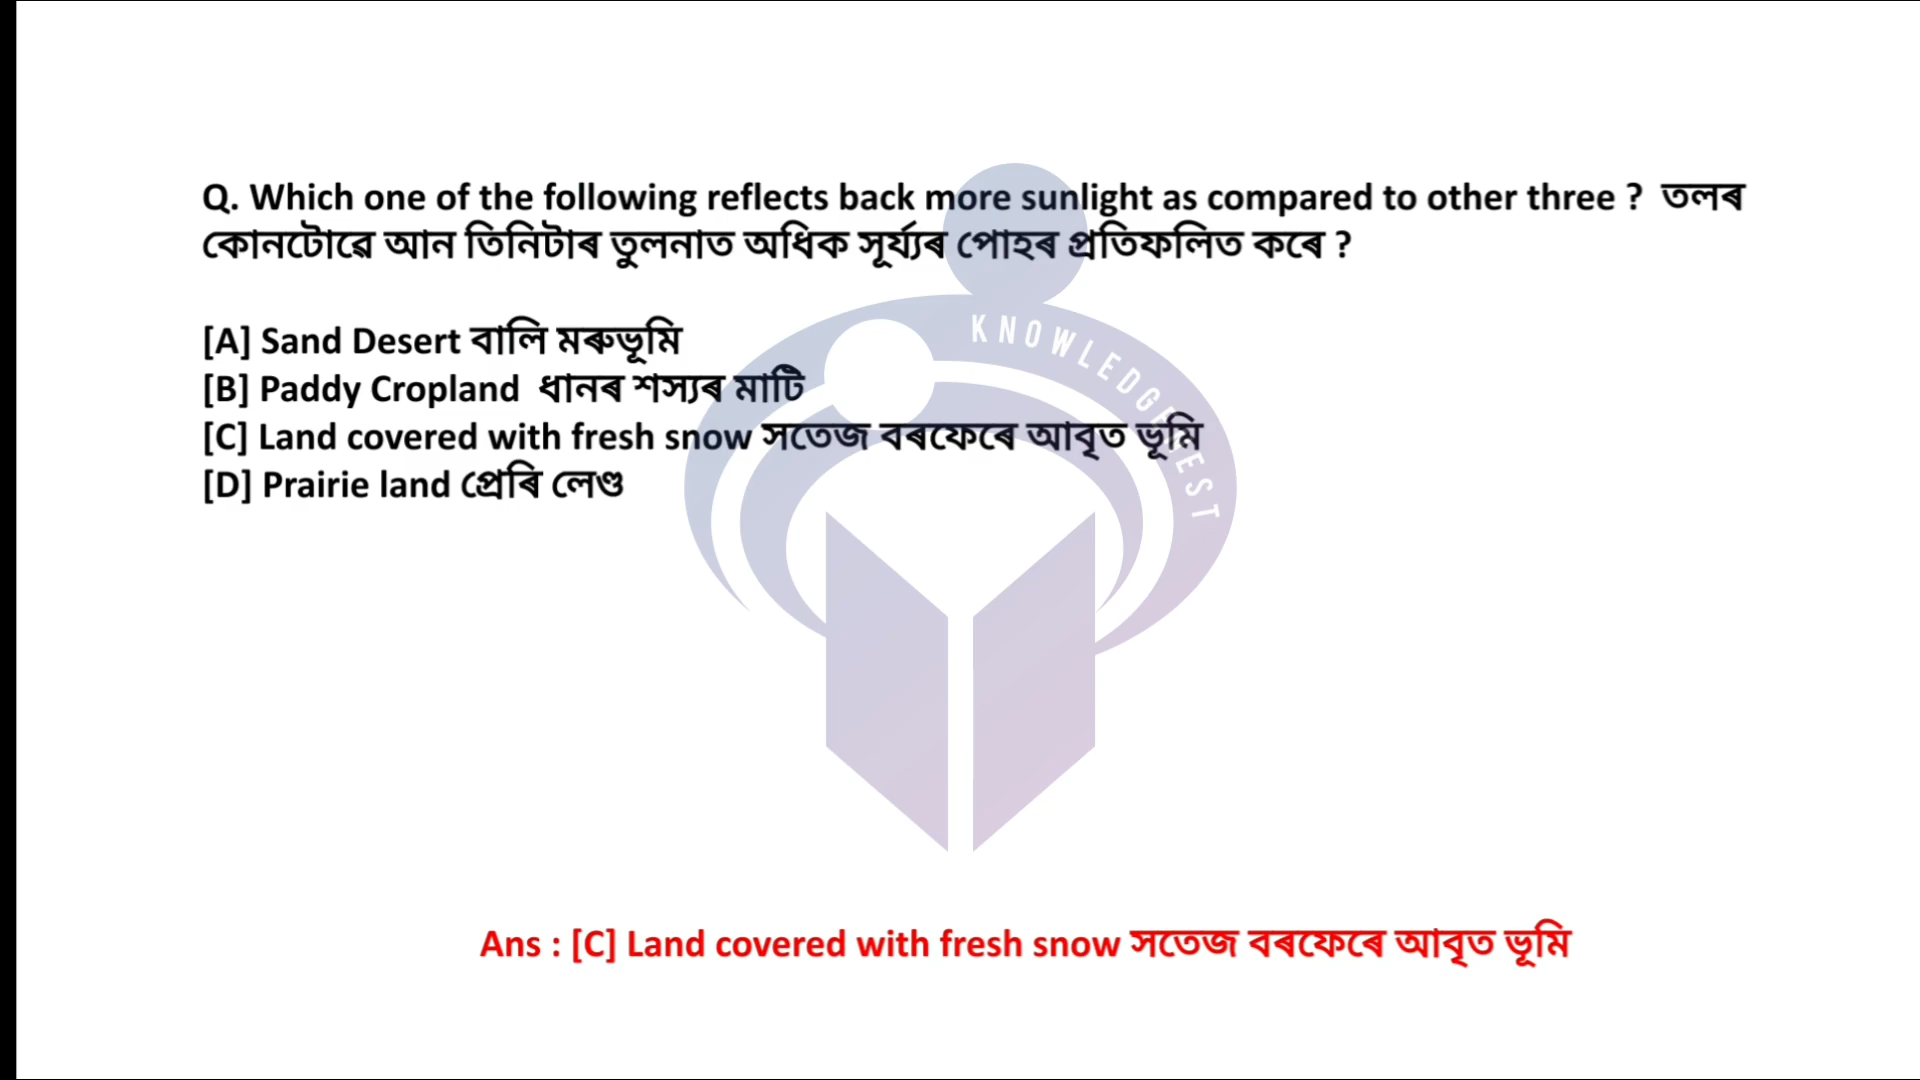 Q. Which one of the following reflects back more sunlight as compared to other three ? তলৰ
কোনটোৱে আন তিনিটাৰ তুলনাত অধিক সূৰ্য্যৰ পোহৰ প্ৰতিফলিত কৰে ?
[A] Sand Desert বালি মৰুভূমি
[B] Paddy Cropland ধানৰ শস্যৰ মাটি
[C] Land covered with fresh snow সতেজ বৰফেৰে আবৃত ভূমি
[D] Prairie land প্ৰেৰি লেণ্ড
KNOWLEDGE FEST
Ans : [C] Land covered with fresh snow সতেজ বৰফেৰে আবৃত ভূমি